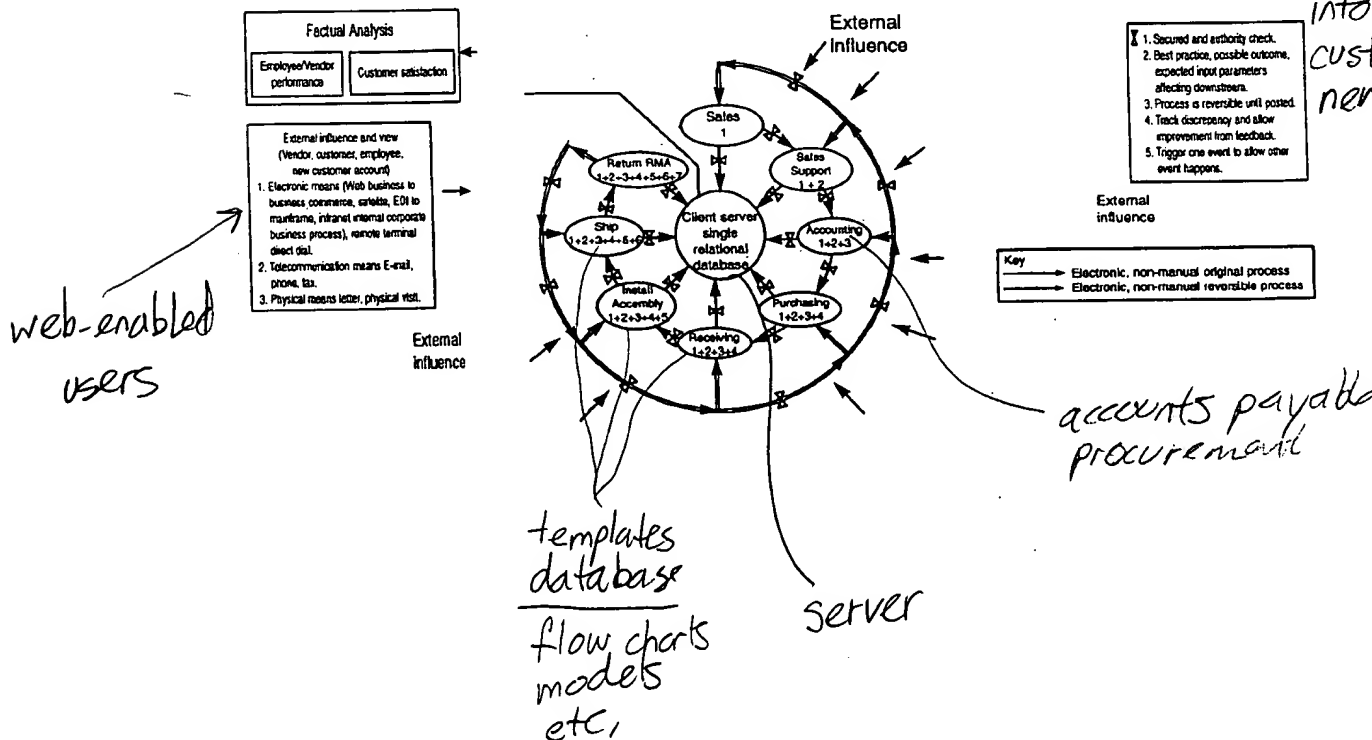 Factual Analysis
Employee/Vendor
performance
Customer satisfaction
External influence and view
(Vendor, customer, employee,
new customer account)
1. Electronic means (Web business to
business commerce, satelite, EDI to
mainframe, intranet internal corporate
business process), remote terminal
direct dial.
2. Telecommunication means E-mail,
phone, fax.
3. Physical means letter, physical visit.
web-enabled
users
External
influence
External
Influence
Sales
1
Sales
Support
1 + 2
Accounting
1+2+3
Purchasing
1+2+3+4
Receiving
1+2+3+4
Install
Accembly
1+2+3+4+5
Ship
1+2+3+4+5+6
Return RMA
1+2+3+4+5+6+7
Client server
single
relational
database
into
cust
1. Secured and authority check.
2. Best practice, possible outcome,
expected input parameters
affecting downstream.
3. Process is reversible until posted.
4. Track discrepancy and allow
improvement from feedback.
5. Trigger one event to allow other
event happens.
External
influence
Key
Electronic, non-manual original process
Electronic, non-manual reversible process
accounts payable
procurement
templates
database
flow charts
models
etc,
server